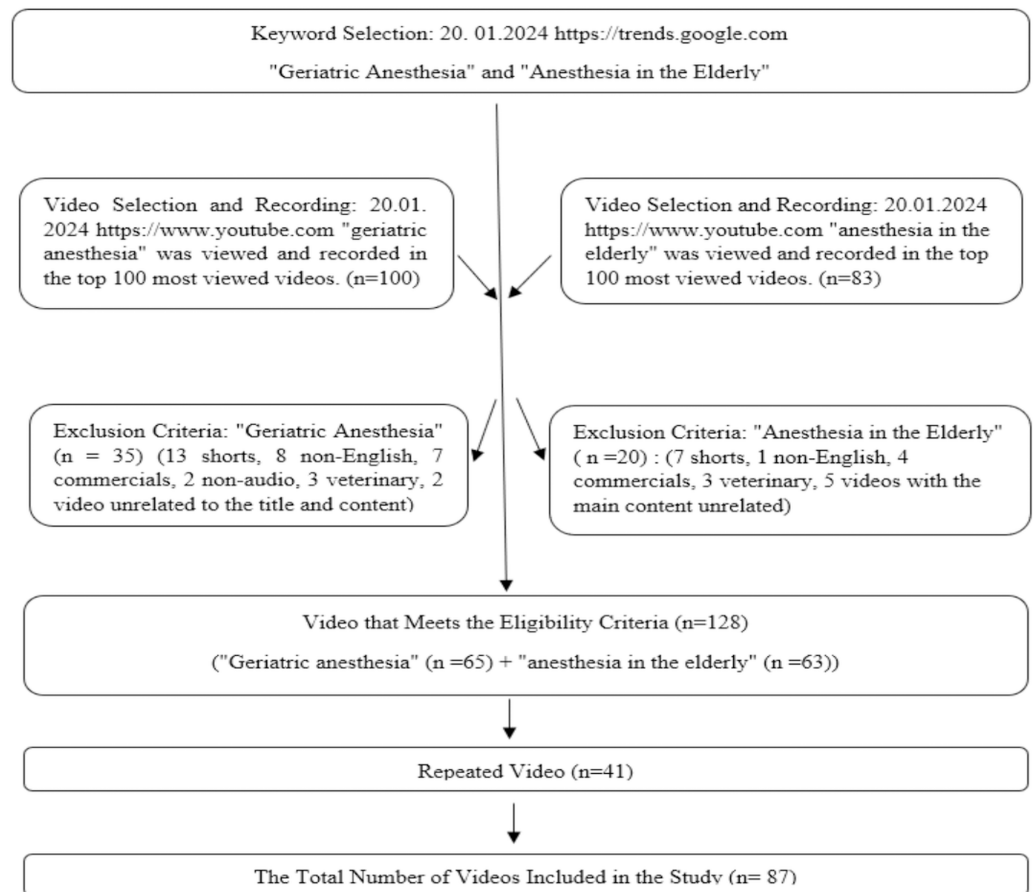 Keyword Selection: 20. 01.2024 https://trends.google.com
"Geriatric Anesthesia" and "Anesthesia in the Elderly"
Video Selection and Recording: 20.01.
2024 https://www.youtube.com "geriatric
anesthesia" was viewed and recorded in
the top 100 most viewed videos. (n=100)
Video Selection and Recording: 20.01.2024
https://www.youtube.com "anesthesia in the
elderly" was viewed and recorded in the top
100 most viewed videos. (n=83)
Exclusion Criteria: "Geriatric Anesthesia"
(n = 35) (13 shorts, 8 non-English, 7
commercials, 2 non-audio, 3 veterinary, 2
video unrelated to the title and content)
Exclusion Criteria: "Anesthesia in the Elderly"
( n =20) : (7 shorts, 1 non-English, 4
commercials, 3 veterinary, 5 videos with the
main content unrelated)
Video that Meets the Eligibility Criteria (n=128)
("Geriatric anesthesia" (n =65) + "anesthesia in the elderly" (n =63))
Repeated Video (n=41)
The Total Number of Videos Included in the Study (n= 87)